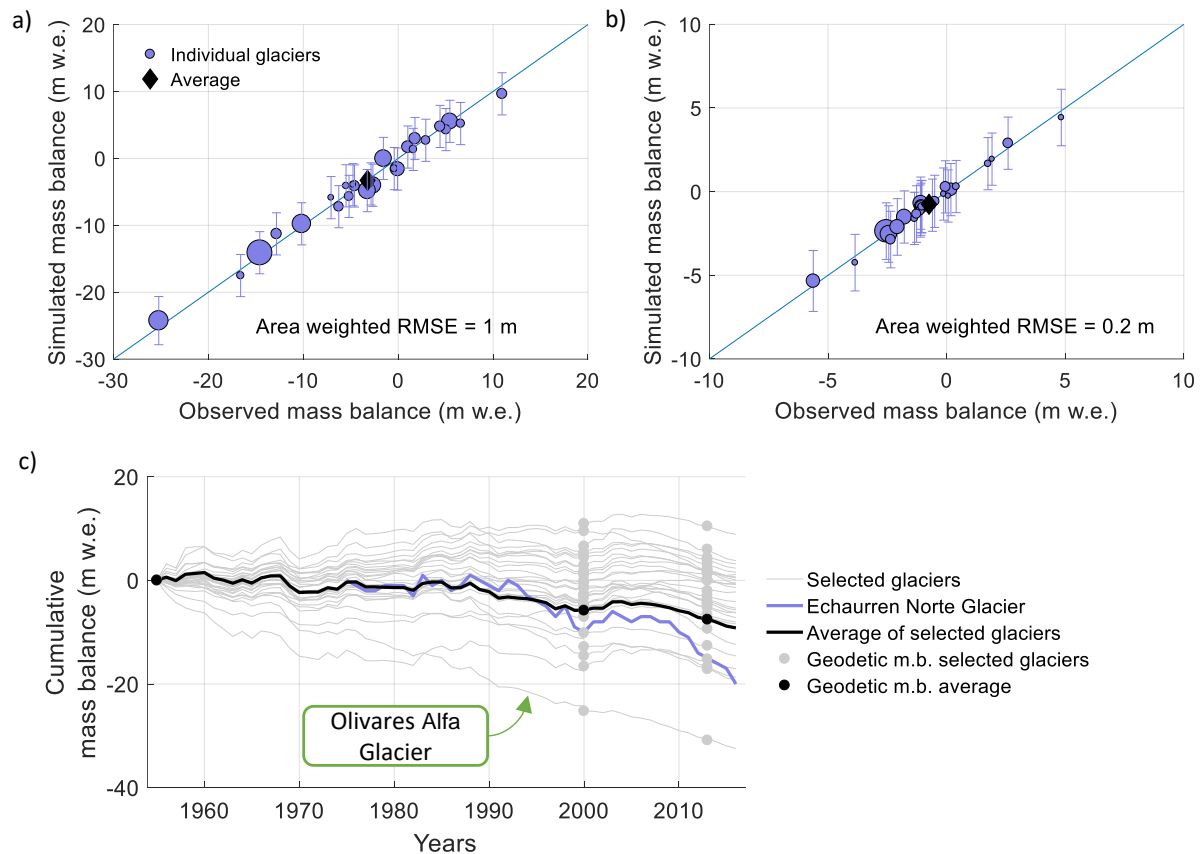 a)
20
10
0
-10
-20
-30
-30
-20
-10
0
10
20
Simulated mass balance (m w.e.)
Observed mass balance (m w.e.)
Individual glaciers
Average
Area weighted RMSE = 1 m
b)
10
5
0
-5
-10
-10
-5
0
5
10
Simulated mass balance (m w.e.)
Observed mass balance (m w.e.)
Area weighted RMSE = 0.2 m
c)
20
0
-20
-40
1960
1970
1980
1990
2000
2010
Cumulative
mass balance (m w.e.)
Years
Olivares Alfa
Glacier
Selected glaciers
Echaurren Norte Glacier
Average of selected glaciers
Geodetic m.b. selected glaciers
Geodetic m.b. average